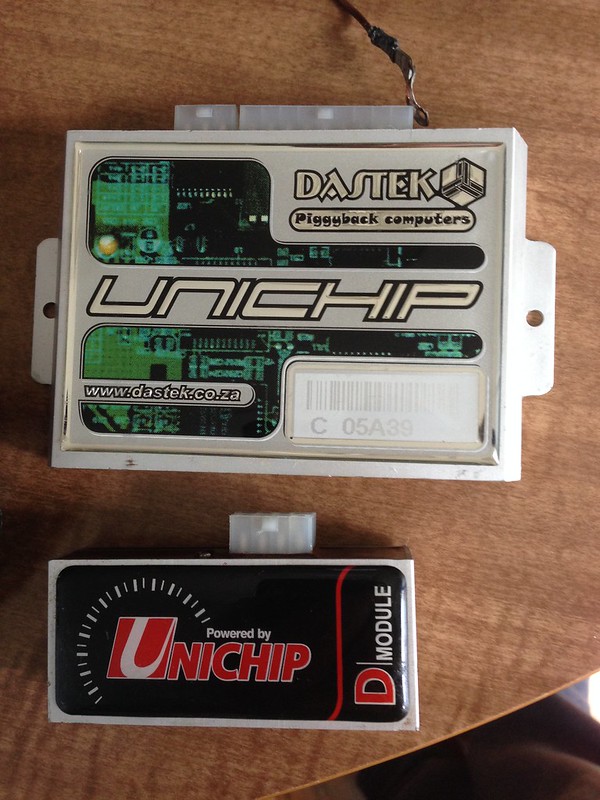 DASTEK
Piggyback computers
UNICHIP
www.dastek.co.za
C 05A39
Powered by
UNICHIP
D MODULE